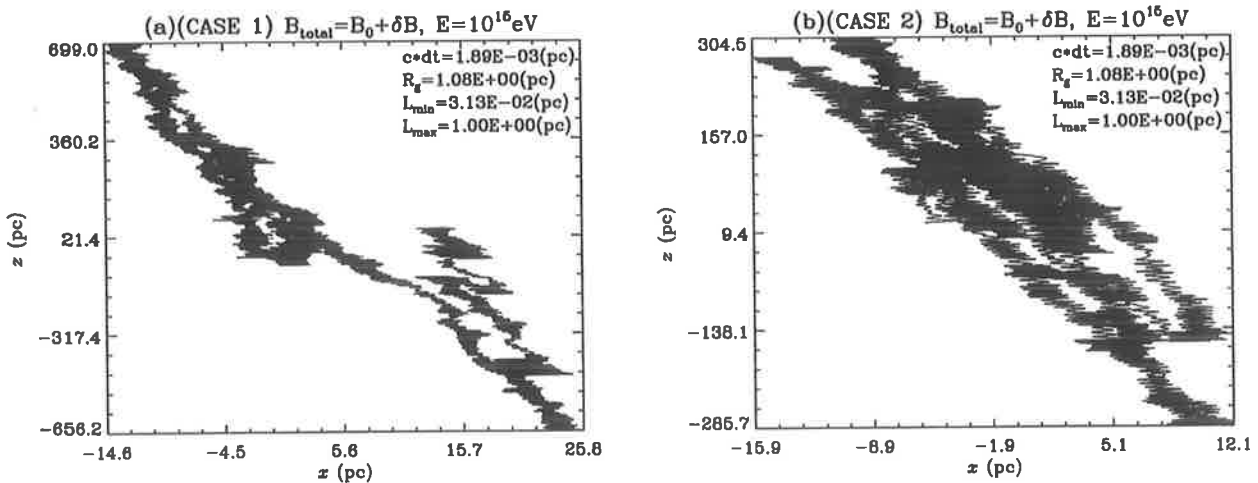 (a)(CASE 1) B_total=B_0+δB, E=10^15eV
c*dt=1.89E-03(pc)
R_g=1.08E+00(pc)
L_min=3.13E-02(pc)
L_max=1.00E+00(pc)
699.0
360.2
21.4
-317.4
-656.2
z (pc)
-14.6 -4.5 5.6 15.7 25.8
x (pc)
(b)(CASE 2) B_total=B_0+δB, E=10^15eV
c*dt=1.89E-03(pc)
R_g=1.08E+00(pc)
L_min=3.13E-02(pc)
L_max=1.00E+00(pc)
304.5
157.0
9.4
-138.1
-285.7
z (pc)
-15.9 -8.9 -1.9 5.1 12.1
x (pc)